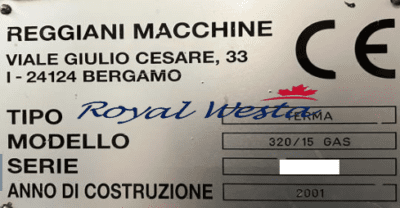 REGGIANI MACCHINE
VIALE GIULIO CESARE, 33
I - 24124 BERGAMO
CE
Royal Westa
TIPO TERMA
MODELLO 320/15 GAS
SERIE
ANNO DI COSTRUZIONE 2001